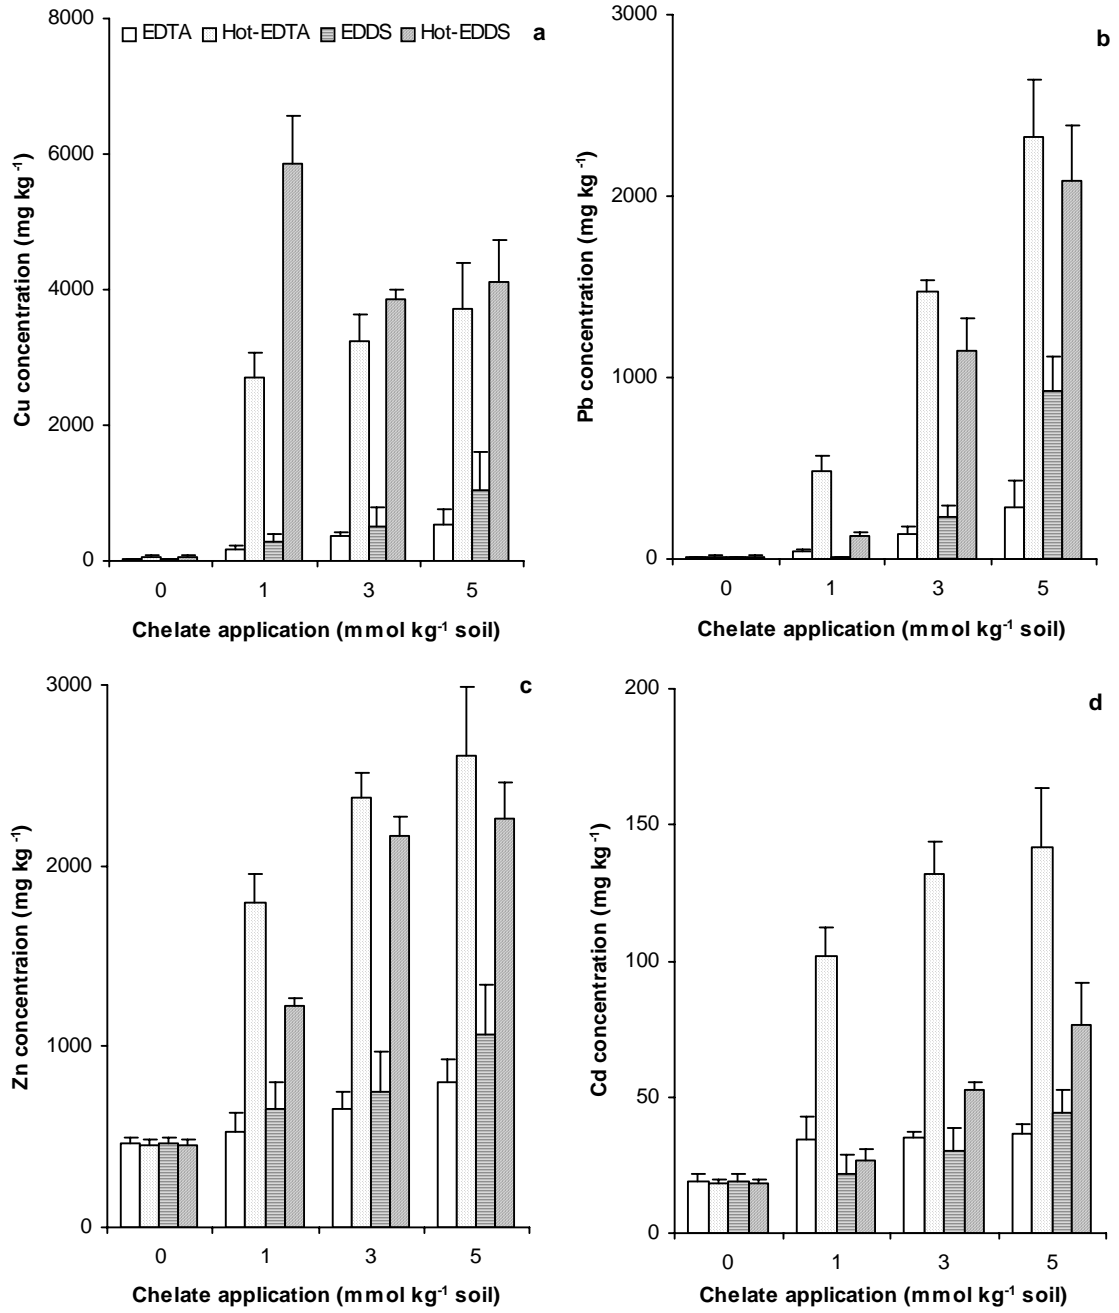 EDTA Hot-EDTA EDDS Hot-EDDS
a
8000
6000
4000
2000
0
Cu concentration (mg kg⁻¹)
0 1 3 5
Chelate application (mmol kg⁻¹ soil)
b
3000
2000
1000
0
Pb concentration (mg kg⁻¹)
0 1 3 5
Chelate application (mmol kg⁻¹ soil)
c
3000
2000
1000
0
Zn concentraion (mg kg⁻¹)
0 1 3 5
Chelate application (mmol kg⁻¹ soil)
d
200
150
100
50
0
Cd concentration (mg kg⁻¹)
0 1 3 5
Chelate application (mmol kg⁻¹ soil)